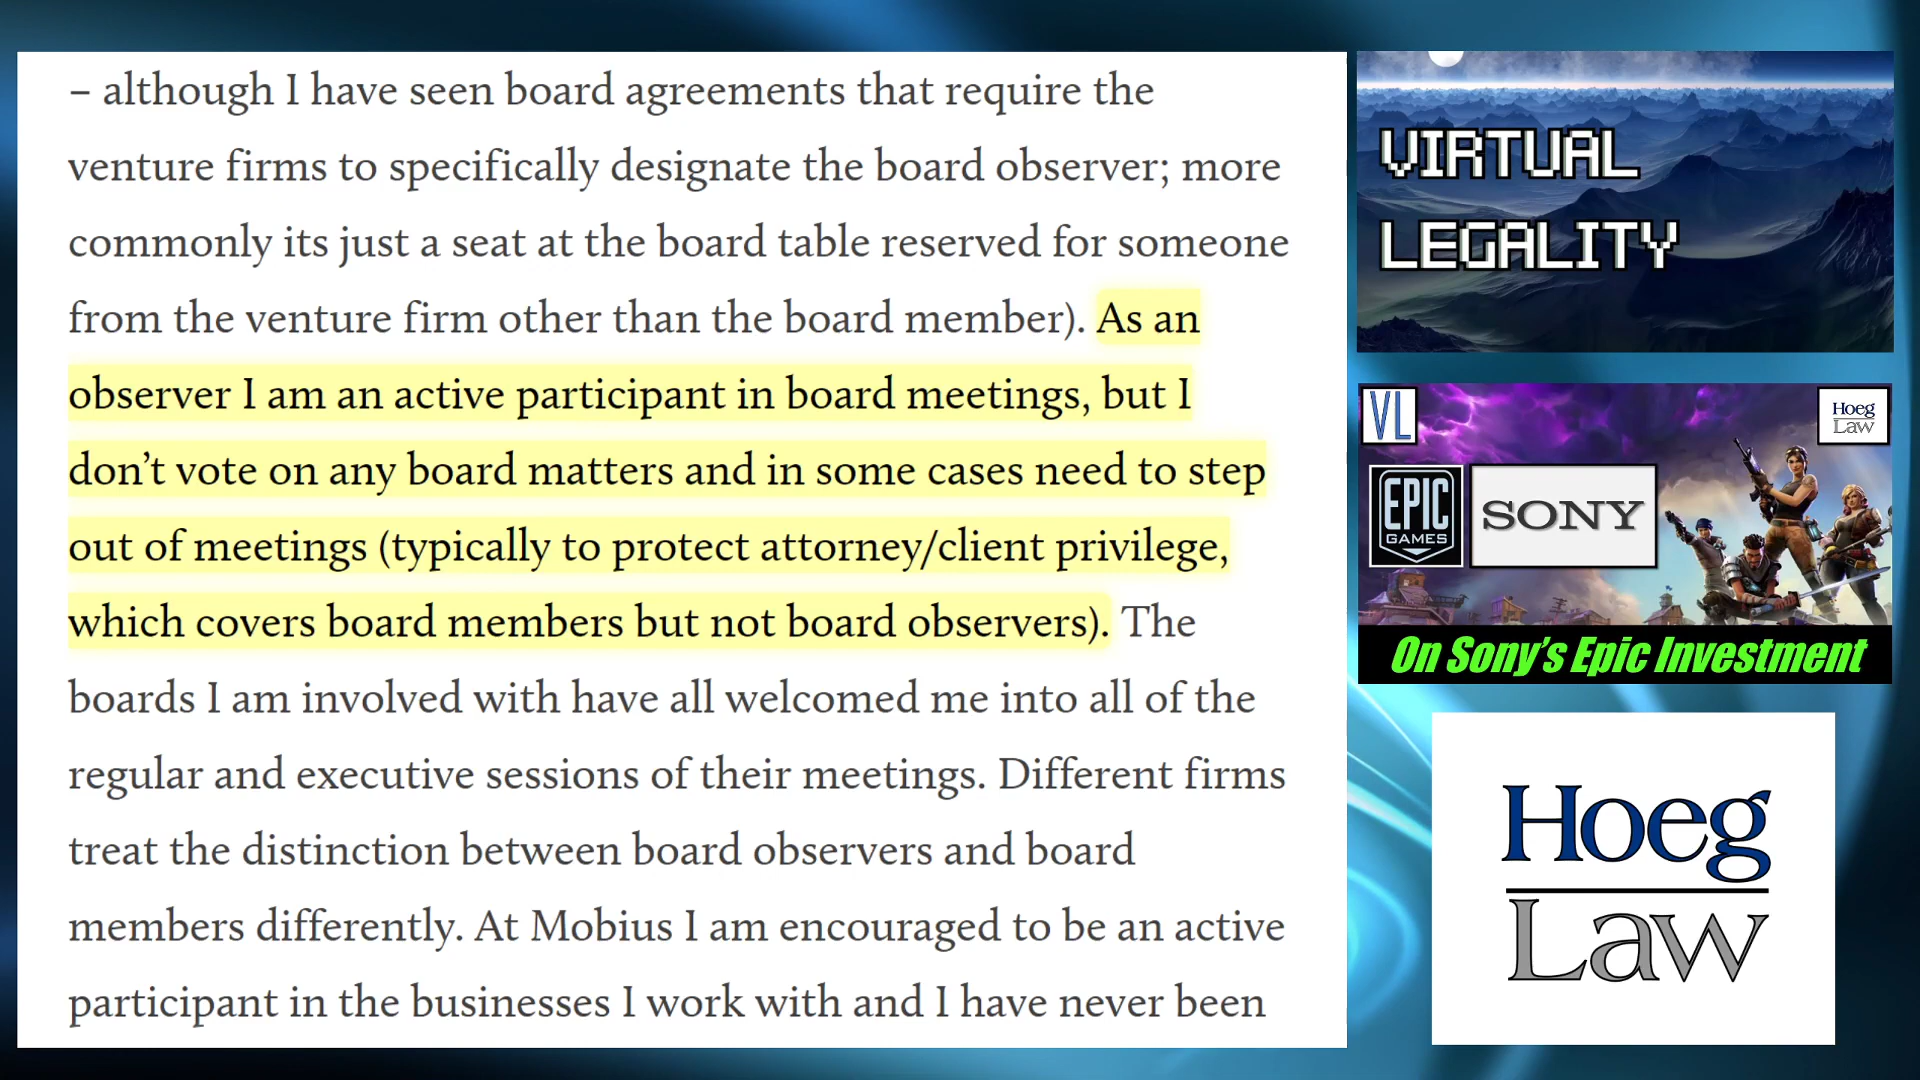 – although I have seen board agreements that require the
venture firms to specifically designate the board observer; more
commonly its just a seat at the board table reserved for someone
from the venture firm other than the board member). As an
observer I am an active participant in board meetings, but I
don’t vote on any board matters and in some cases need to step
out of meetings (typically to protect attorney/client privilege,
which covers board members but not board observers). The
boards I am involved with have all welcomed me into all of the
regular and executive sessions of their meetings. Different firms
treat the distinction between board observers and board
members differently. At Mobius I am encouraged to be an active
participant in the businesses I work with and I have never been
VIRTUAL
LEGALITY
VL
Hoeg
Law
EPIC
GAMES
SONY
On Sony's Epic Investment
Hoeg
Law